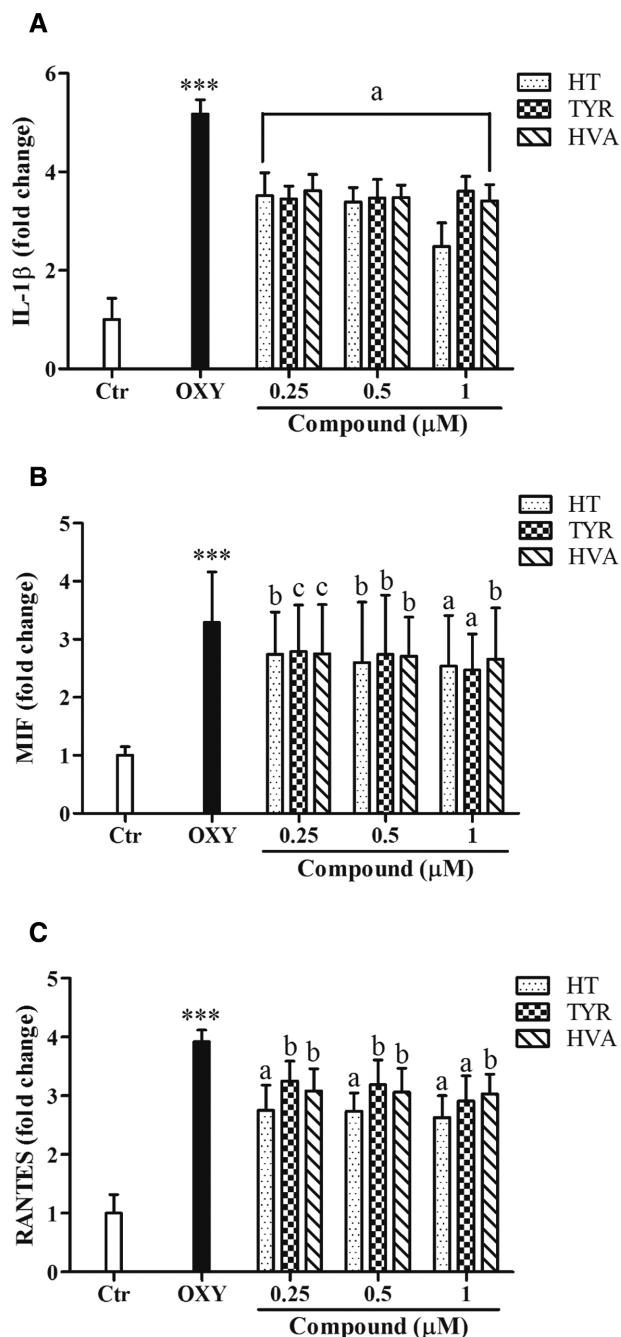 A
6
4
2
0
IL-1β (fold change)
***
a
HT
TYR
HVA
Ctr OXY 0.25 0.5 1
Compound (μM)
B
5
4
3
2
1
0
MIF (fold change)
***
b c c b b b a a b
HT
TYR
HVA
Ctr OXY 0.25 0.5 1
Compound (μM)
C
5
4
3
2
1
0
RANTES (fold change)
***
a b b a b b a a b
HT
TYR
HVA
Ctr OXY 0.25 0.5 1
Compound (μM)